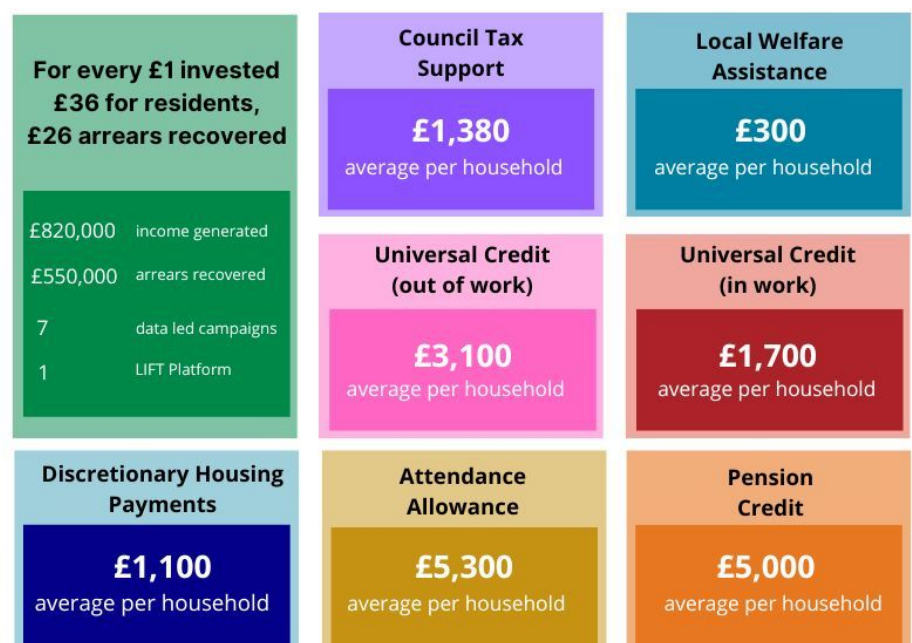 For every £1 invested
£36 for residents,
£26 arrears recovered
£820,000 income generated
£550,000 arrears recovered
7 data led campaigns
1 LIFT Platform
Council Tax
Support
£1,380
average per household
Local Welfare
Assistance
£300
average per household
Universal Credit
(out of work)
£3,100
average per household
Universal Credit
(in work)
£1,700
average per household
Discretionary Housing
Payments
£1,100
average per household
Attendance
Allowance
£5,300
average per household
Pension
Credit
£5,000
average per household